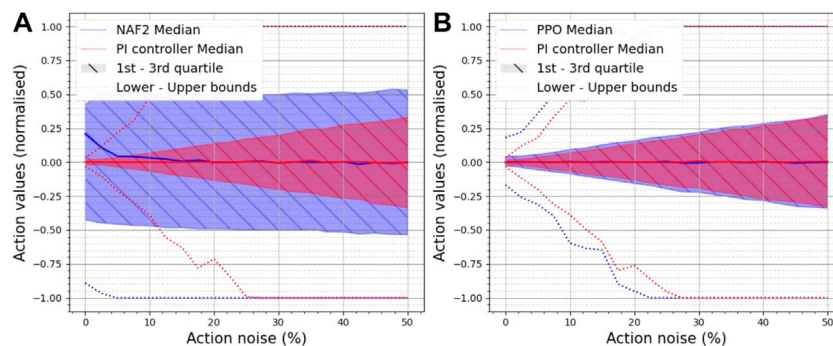 A
NAF2 Median
PI controller Median
1st - 3rd quartile
Lower - Upper bounds
Action values (normalised)
1.00
0.75
0.50
0.25
0.00
−0.25
−0.50
−0.75
−1.00
0
10
20
30
40
50
Action noise (%)
B
PPO Median
PI controller Median
1st - 3rd quartile
Lower - Upper bounds
Action values (normalised)
1.00
0.75
0.50
0.25
0.00
−0.25
−0.50
−0.75
−1.00
0
10
20
30
40
50
Action noise (%)